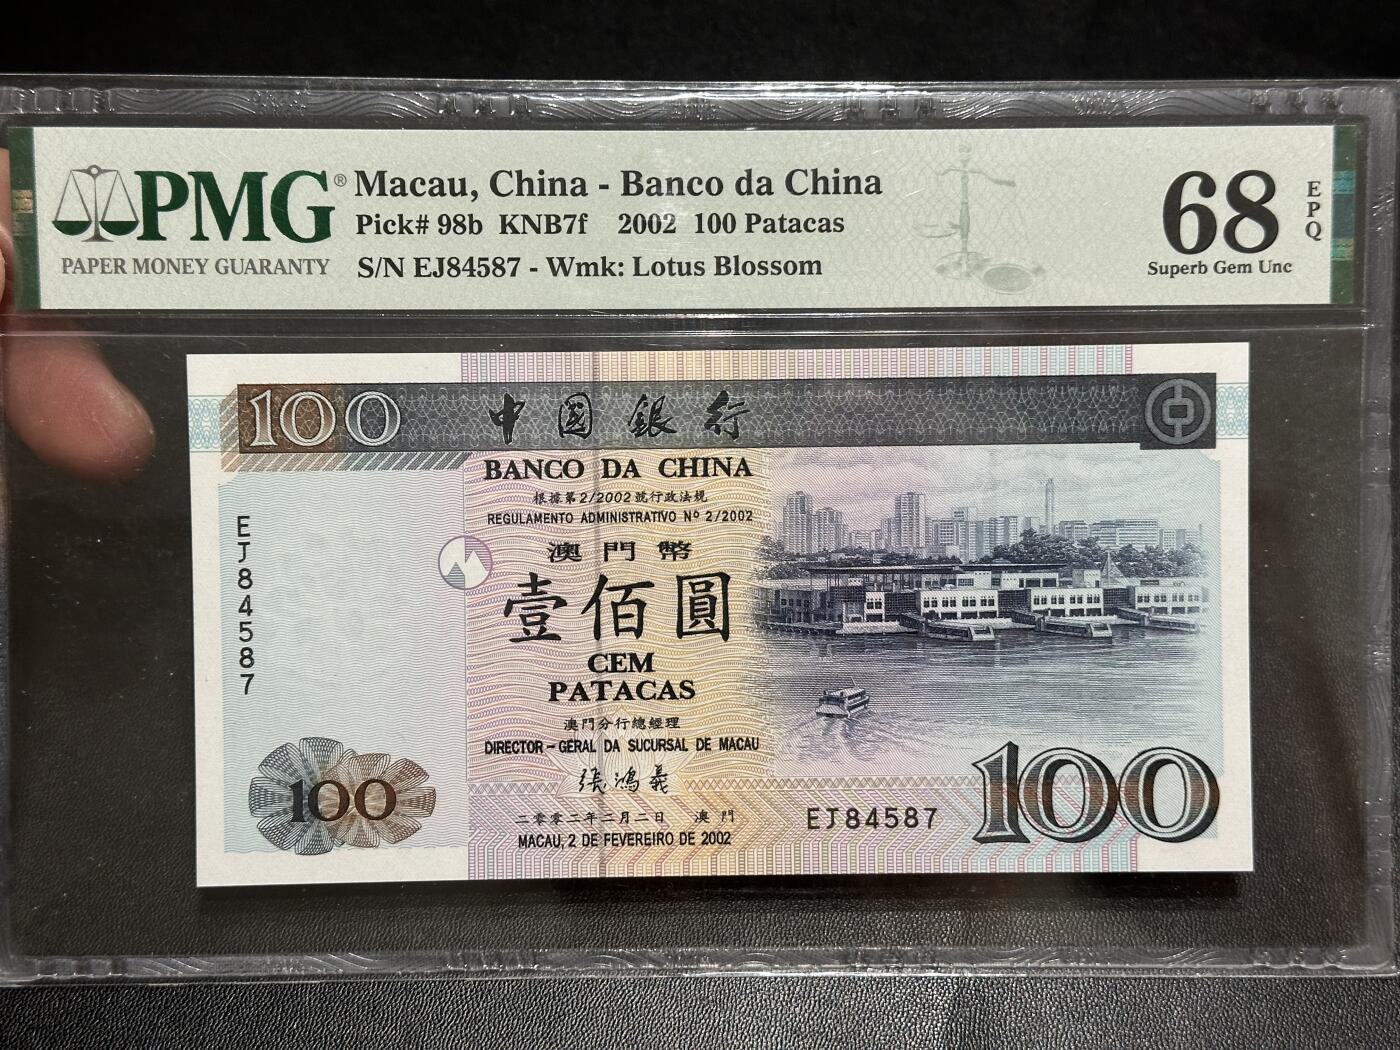 PMG®
PAPER MONEY GUARANTY
Macau, China - Banco da China
Pick# 98b KNB7f 2002 100 Patacas
S/N EJ84587 - Wmk: Lotus Blossom
68
EPQ
Superb Gem Unc
100
中國銀行
BANCO DA CHINA
根據第2/2002號行政法規
REGULAMENTO ADMINISTRATIVO Nº 2/2002
EJ84587
澳門幣
壹佰圓
CEM
PATACAS
澳門分行總經理
DIRECTOR-GERAL DA SUCURSAL DE MACAU
張鴻義
100
二零零二年二月二日 澳門
MACAU, 2 DE FEVEREIRO DE 2002
EJ84587
100